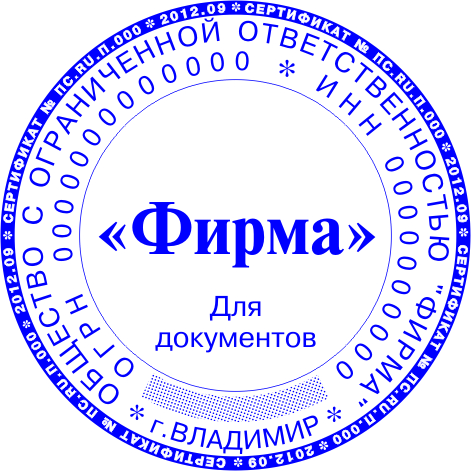 СЕРТИФИКАТ № ПС.RU.П.000 * 2012.09 * СЕРТИФИКАТ № ПС.RU.П.000 * 2012.09 * СЕРТИФИКАТ № ПС.RU.П.000 * 2012.09 * СЕРТИФИКАТ № ПС.RU.П.000 * 2012.09 *
ОБЩЕСТВО С ОГРАНИЧЕННОЙ ОТВЕТСТВЕННОСТЬЮ "ФИРМА"
* г.ВЛАДИМИР *
ОГРН 0000000000000 * ИНН 0000000000
«Фирма»
Для
документов